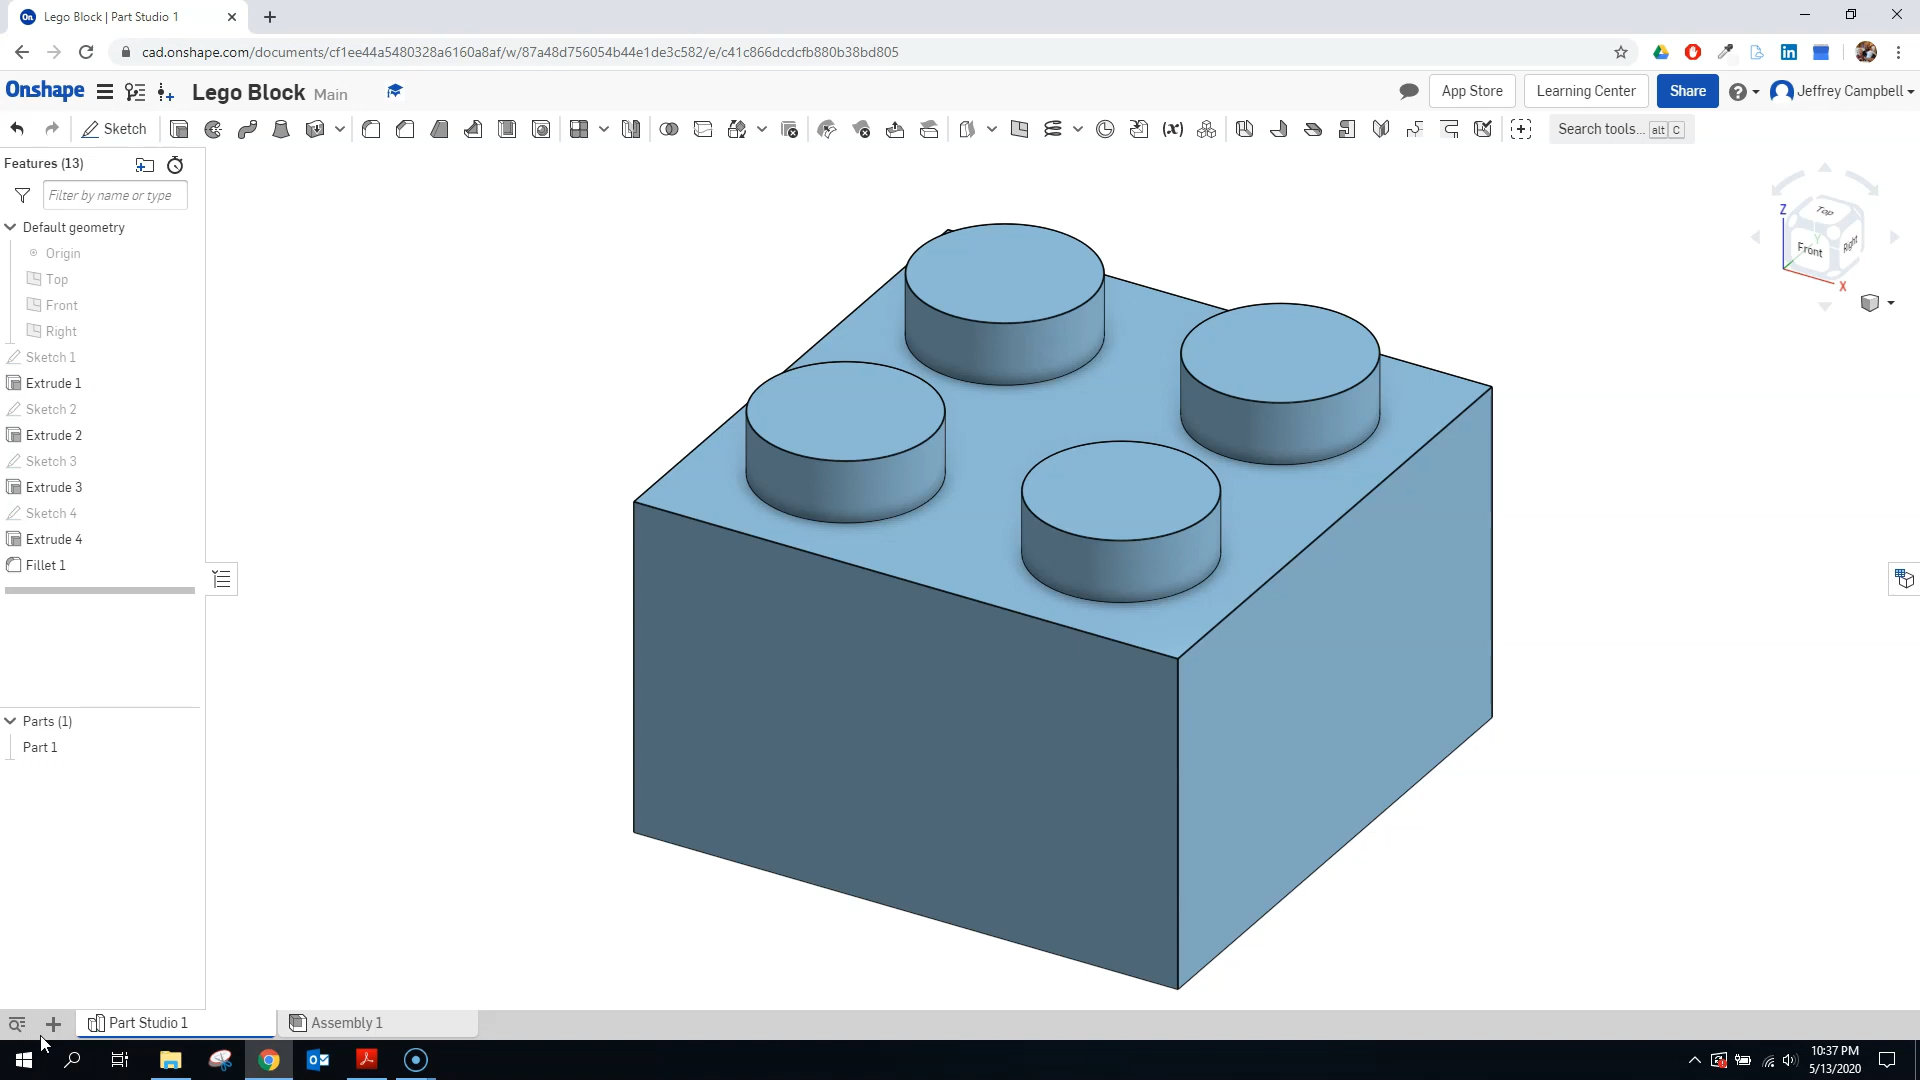 Lego Block | Part Studio 1
cad.onshape.com/documents/cf1ee44a5480328a6160a8af/w/87a48d756054b44e1de3c582/e/c41c866dcdcfb880b38bd805
Onshape
Lego Block Main
App Store
Learning Center
Share
Jeffrey Campbell
Sketch
Search tools... alt C
Features (13)
Filter by name or type
Default geometry
Origin
Top
Front
Right
Sketch 1
Extrude 1
Sketch 2
Extrude 2
Sketch 3
Extrude 3
Sketch 4
Extrude 4
Fillet 1
Parts (1)
Part 1
Z
Top
Y
Front
Right
X
Part Studio 1
Assembly 1
10:37 PM
5/13/2020